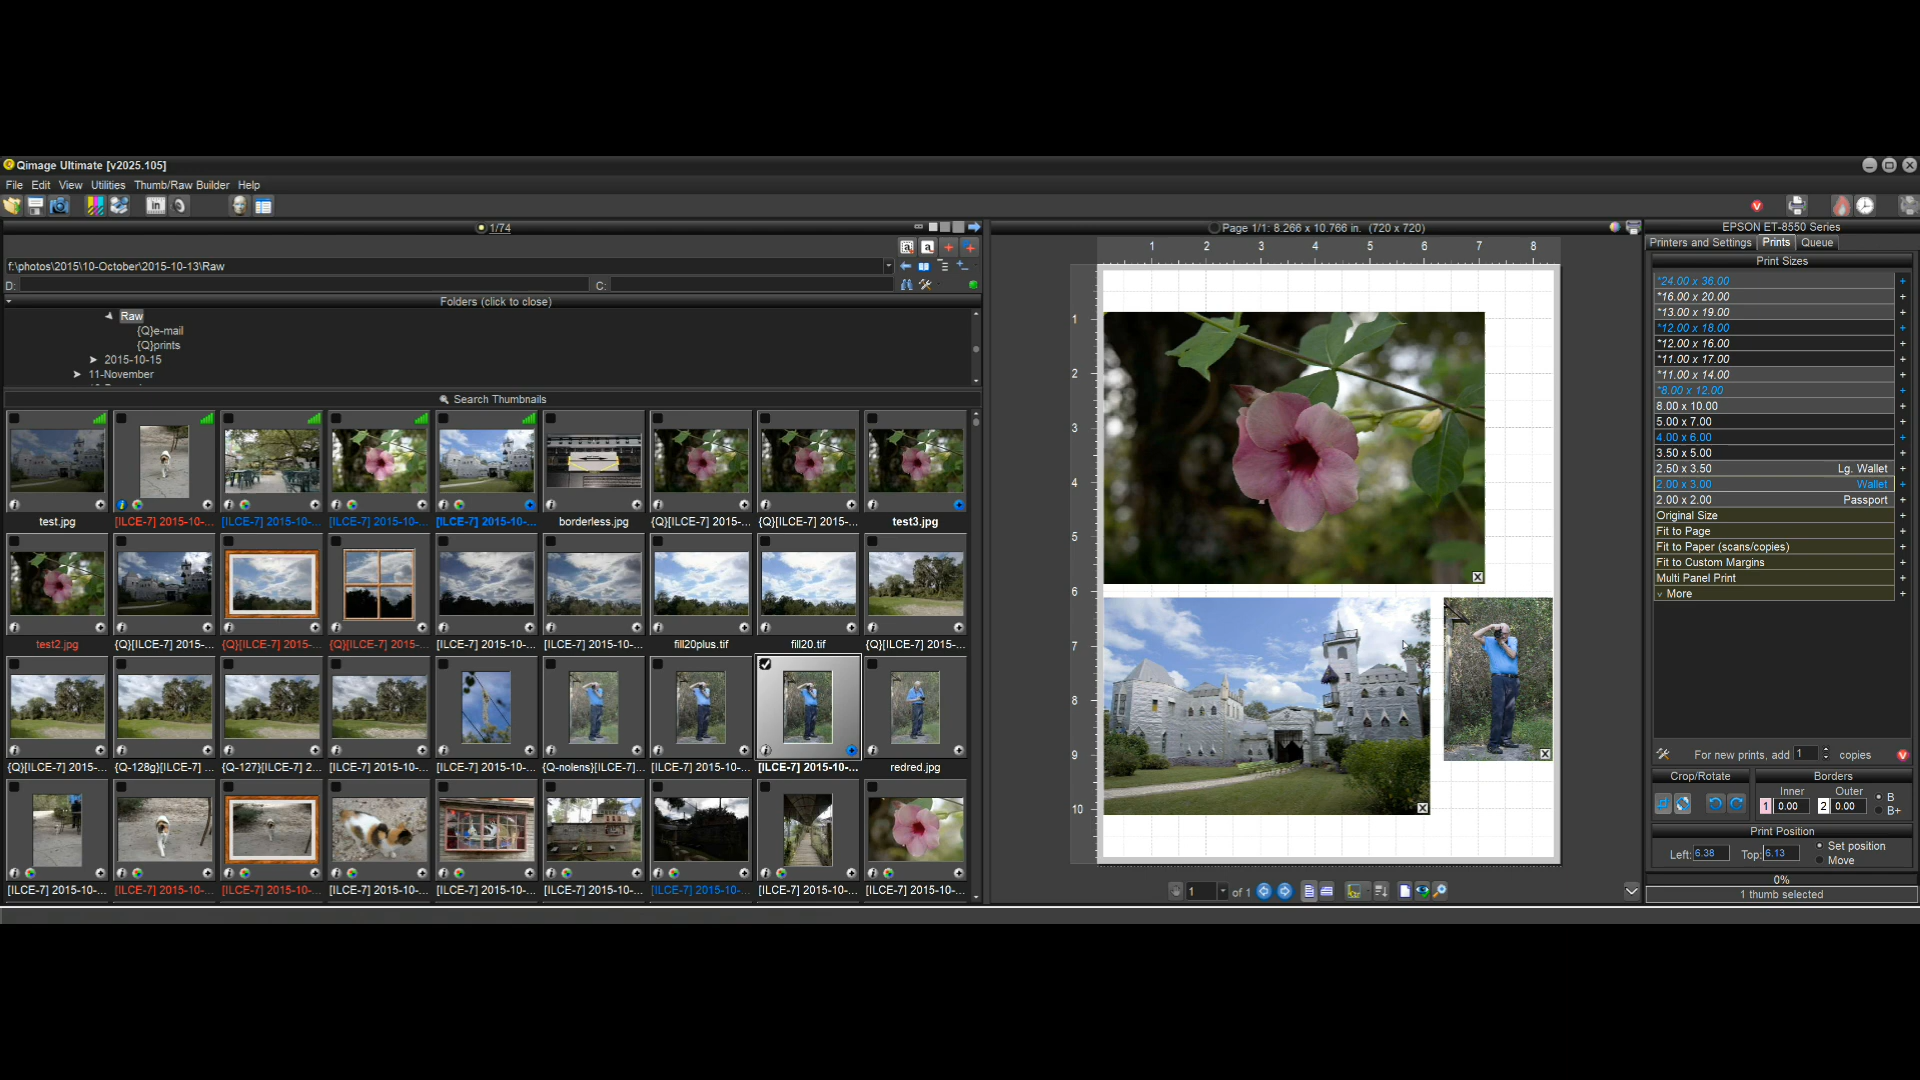 Qimage Ultimate [v2025.105]
File Edit View Utilities Thumb/Raw Builder Help
1/74
f:\photos\2015\10-October\2015-10-13\Raw
D: C:
Folders (click to close)
Raw
{Q}e-mail
{Q}prints
2015-10-15
11-November
Search Thumbnails
test.jpg [ILCE-7] 2015-10-... [ILCE-7] 2015-10-... [ILCE-7] 2015-10-... [ILCE-7] 2015-10-... borderless.jpg {Q}[ILCE-7] 2015-... {Q}[ILCE-7] 2015-... test3.jpg
test2.jpg {Q}[ILCE-7] 2015-... {Q}[ILCE-7] 2015-... {Q}[ILCE-7] 2015-... [ILCE-7] 2015-10-... [ILCE-7] 2015-10-... fill20plus.tif fill20.tif {Q}[ILCE-7] 2015-...
{Q}[ILCE-7] 2015-... {Q-128g}[ILCE-7] ... {Q-127}[ILCE-7] 2... [ILCE-7] 2015-10-... [ILCE-7] 2015-10-... {Q-nolens}[ILCE-7]... [ILCE-7] 2015-10-... [ILCE-7] 2015-10-... redred.jpg
[ILCE-7] 2015-10-... [ILCE-7] 2015-10-... [ILCE-7] 2015-10-... [ILCE-7] 2015-10-... [ILCE-7] 2015-10-... [ILCE-7] 2015-10-... [ILCE-7] 2015-10-... [ILCE-7] 2015-10-... [ILCE-7] 2015-10-...
Page 1/1: 8.266 x 10.766 in. (720 x 720)
1 2 3 4 5 6 7 8
1
2
3
4
5
6
7
8
9
10
1 of 1
EPSON ET-8550 Series
Printers and Settings Prints Queue
Print Sizes
*24.00 x 36.00 +
*16.00 x 20.00 +
*13.00 x 19.00 +
*12.00 x 18.00 +
*12.00 x 16.00 +
*11.00 x 17.00 +
*11.00 x 14.00 +
*8.00 x 12.00 +
8.00 x 10.00 +
5.00 x 7.00 +
4.00 x 6.00 +
3.50 x 5.00 +
2.50 x 3.50 Lg. Wallet +
2.00 x 3.00 Wallet +
2.00 x 2.00 Passport +
Original Size +
Fit to Page +
Fit to Paper (scans/copies) +
Fit to Custom Margins +
Multi Panel Print +
v More +
For new prints, add 1 copies
Crop/Rotate Borders
Inner Outer
1 0.00 2 0.00 B
B+
Print Position
Left: 6.38 Top: 6.13 Set position
Move
0%
1 thumb selected